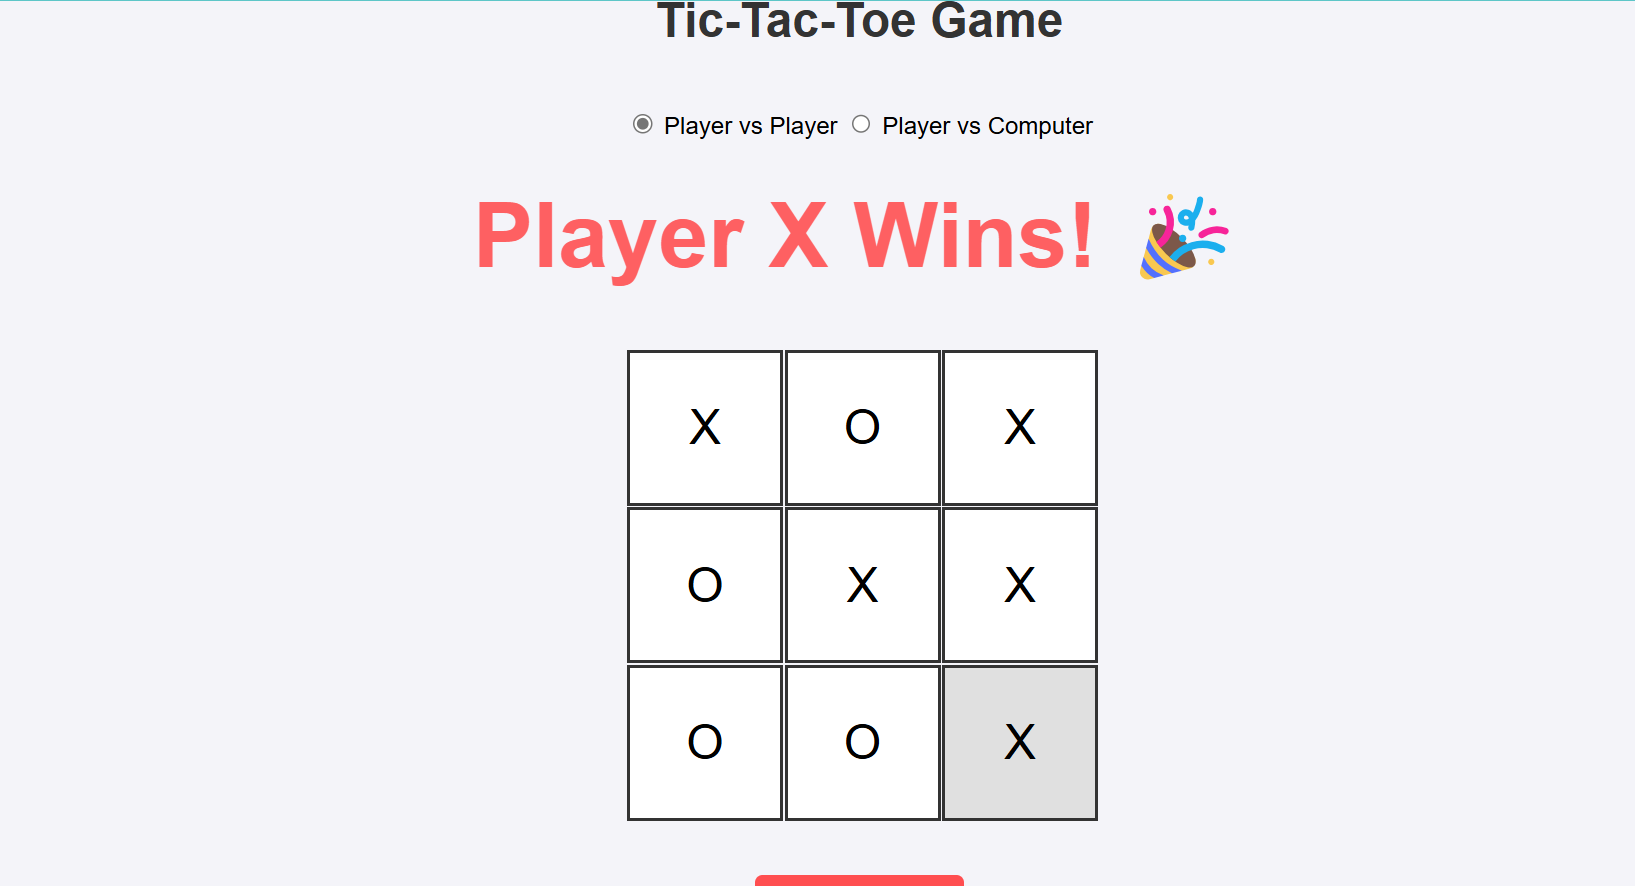 Tic-Tac-Toe Game
Player vs Player Player vs Computer
Player X Wins! 🎉
X O X
O X X
O O X